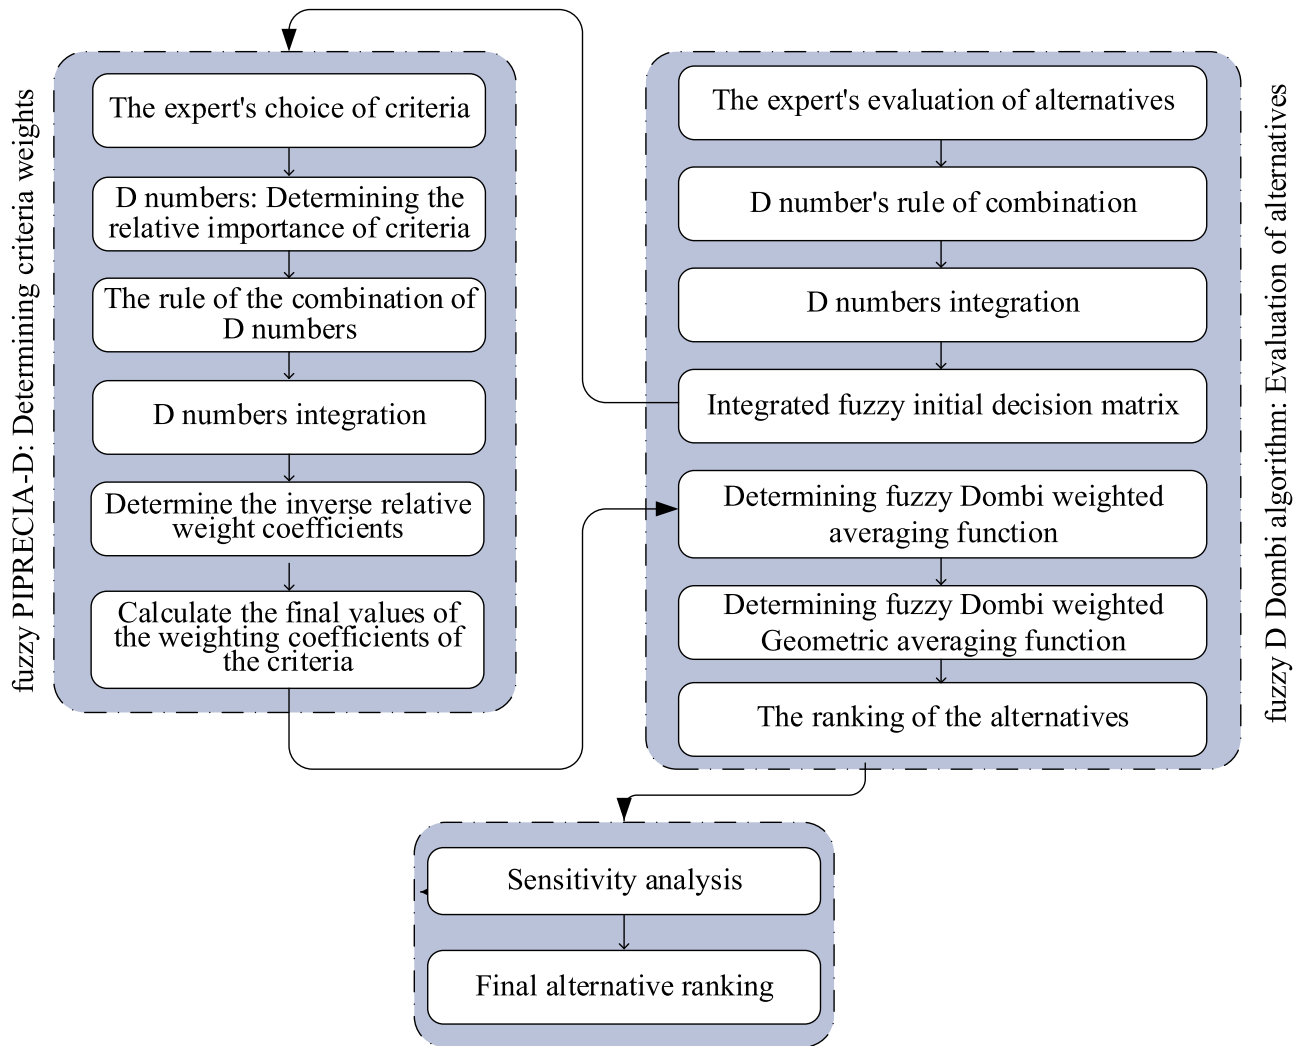 fuzzy PIPRECIA-D: Determining criteria weights
The expert's choice of criteria
D numbers: Determining the
relative importance of criteria
The rule of the combination of
D numbers
D numbers integration
Determine the inverse relative
weight coefficients
Calculate the final values of
the weighting coefficients of
the criteria
The expert's evaluation of alternatives
D number's rule of combination
D numbers integration
Integrated fuzzy initial decision matrix
Determining fuzzy Dombi weighted
averaging function
Determining fuzzy Dombi weighted
Geometric averaging function
The ranking of the alternatives
fuzzy D Dombi algorithm: Evaluation of alternatives
Sensitivity analysis
Final alternative ranking